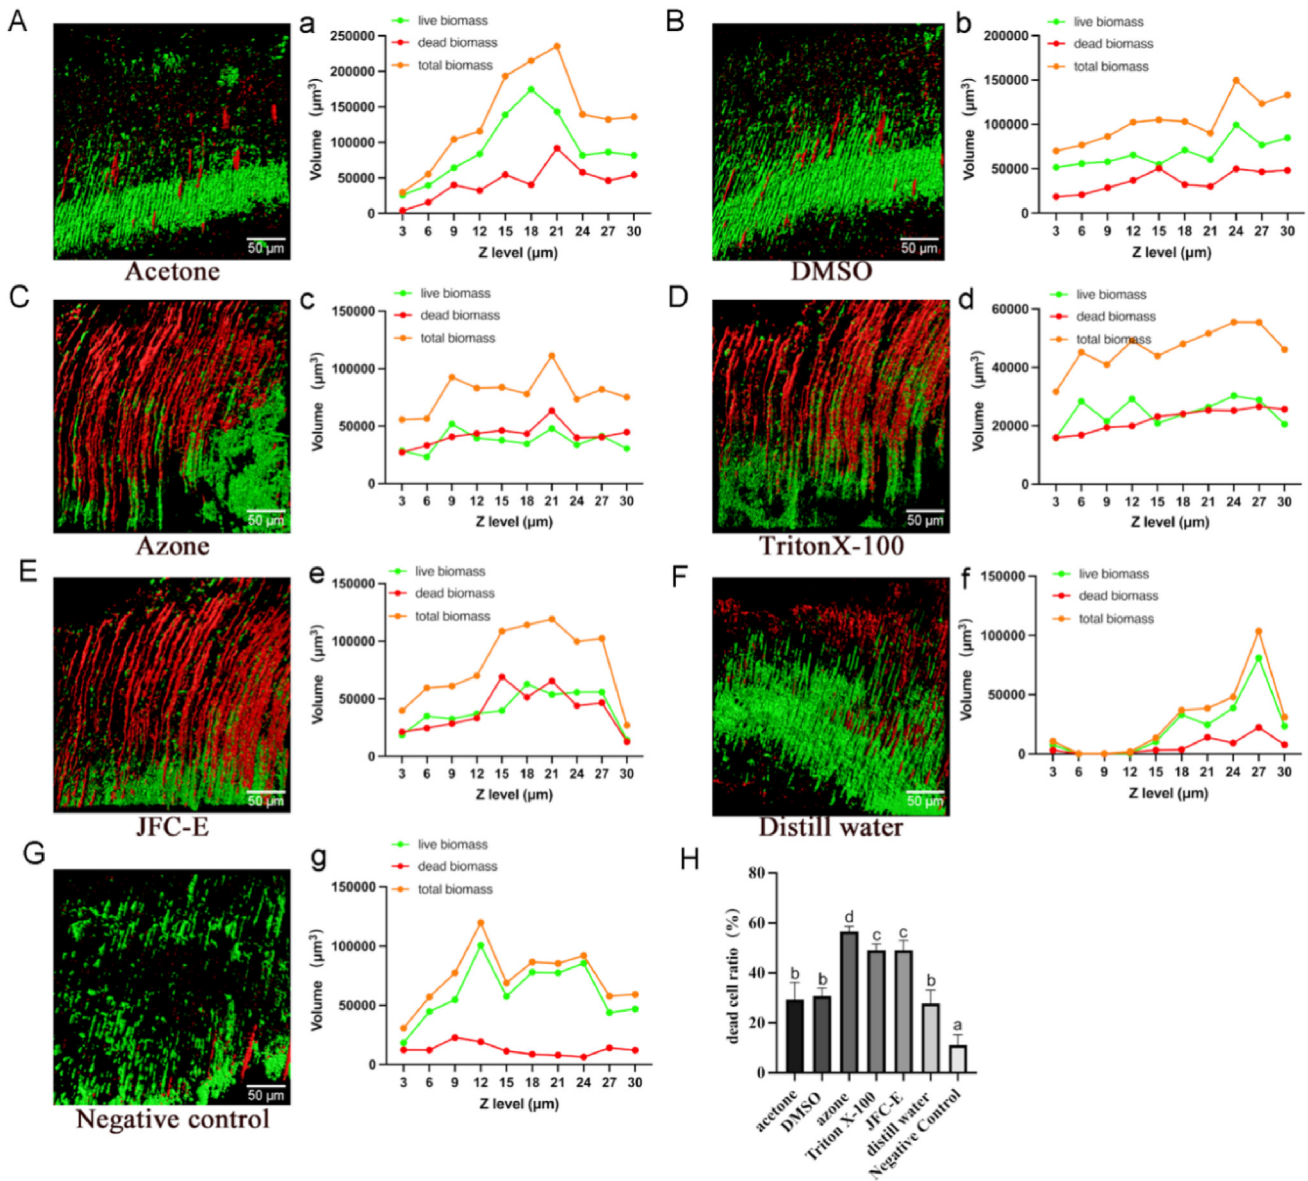 A
a
live biomass
dead biomass
total biomass
250000
200000
150000
100000
50000
0
Volume (μm³)
3 6 9 12 15 18 21 24 27 30
Z level (μm)
50 μm
Acetone
B
b
live biomass
dead biomass
total biomass
200000
150000
100000
50000
0
Volume (μm³)
3 6 9 12 15 18 21 24 27 30
Z level (μm)
50 μm
DMSO
C
c
live biomass
dead biomass
total biomass
150000
100000
50000
0
Volume (μm³)
3 6 9 12 15 18 21 24 27 30
Z level (μm)
50 μm
Azone
D
d
live biomass
dead biomass
total biomass
60000
40000
20000
0
Volume (μm³)
3 6 9 12 15 18 21 24 27 30
Z level (μm)
50 μm
TritonX-100
E
e
live biomass
dead biomass
total biomass
150000
100000
50000
0
Volume (μm³)
3 6 9 12 15 18 21 24 27 30
Z level (μm)
50 μm
JFC-E
F
f
live biomass
dead biomass
total biomass
150000
100000
50000
0
Volume (μm³)
3 6 9 12 15 18 21 24 27 30
Z level (μm)
50 μm
Distill water
G
g
live biomass
dead biomass
total biomass
150000
100000
50000
0
Volume (μm³)
3 6 9 12 15 18 21 24 27 30
Z level (μm)
50 μm
Negative control
H
80
60
40
20
0
dead cell ratio (%)
b b d c c b a
acetone
DMSO
azone
Triton X-100
JFC-E
distill water
Negative Control